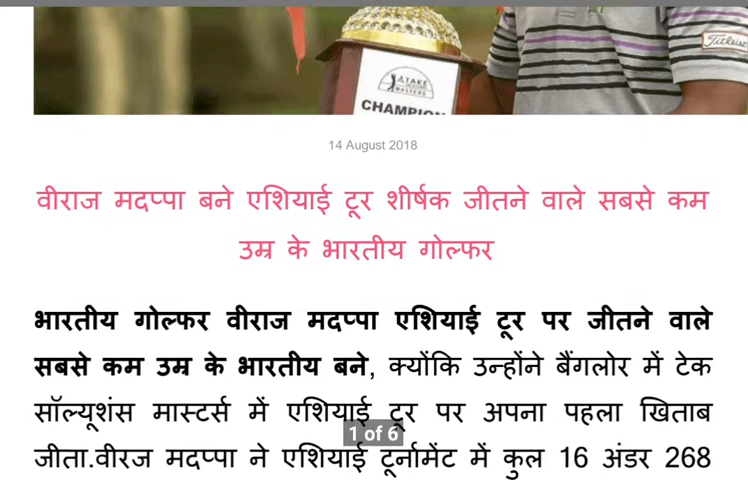 Titleist
TAKE
MASTERS
CHAMPION
14 August 2018
वीराज मदप्पा बने एशियाई टूर शीर्षक जीतने वाले सबसे कम
उम्र के भारतीय गोल्फर
भारतीय गोल्फर वीराज मदप्पा एशियाई टूर पर जीतने वाले
सबसे कम उम्र के भारतीय बने, क्योंकि उन्होंने बैंगलोर में टेक
सॉल्यूशंस मास्टर्स में एशियाई टूर पर अपना पहला खिताब
1 of 6
जीता.वीरज मदप्पा ने एशियाई टूर्नामेंट में कुल 16 अंडर 268